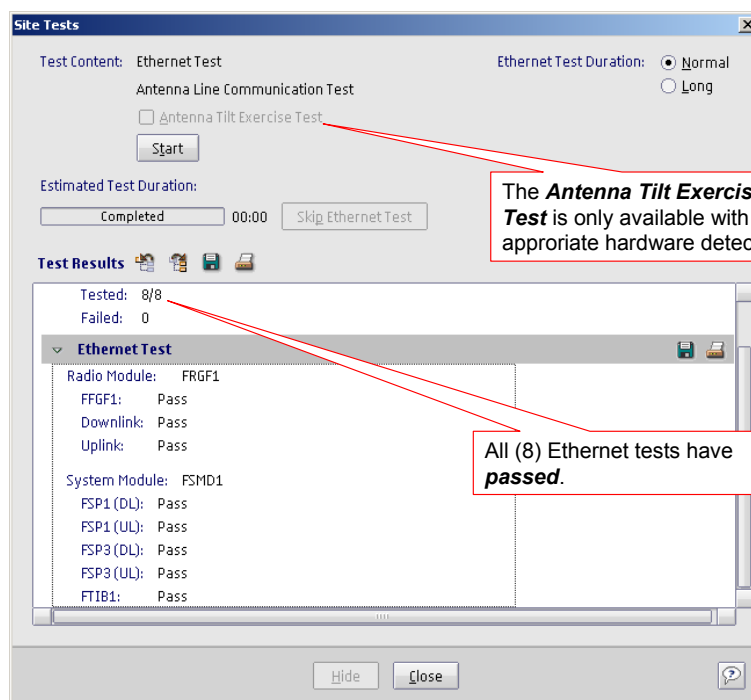 Site Tests
Test Content: Ethernet Test
Ethernet Test Duration: Normal
Antenna Line Communication Test
Long
Antenna Tilt Exercise Test
Start
Estimated Test Duration:
Completed 00:00 Skip Ethernet Test
The Antenna Tilt Exercis
Test is only available with
approriate hardware detec
Test Results
Tested: 8/8
Failed: 0
Ethernet Test
Radio Module: FRGF1
FFGF1: Pass
Downlink: Pass
Uplink: Pass
All (8) Ethernet tests have
passed.
System Module: FSMD1
FSP1 (DL): Pass
FSP1 (UL): Pass
FSP3 (DL): Pass
FSP3 (UL): Pass
FTIB1: Pass
Hide Close